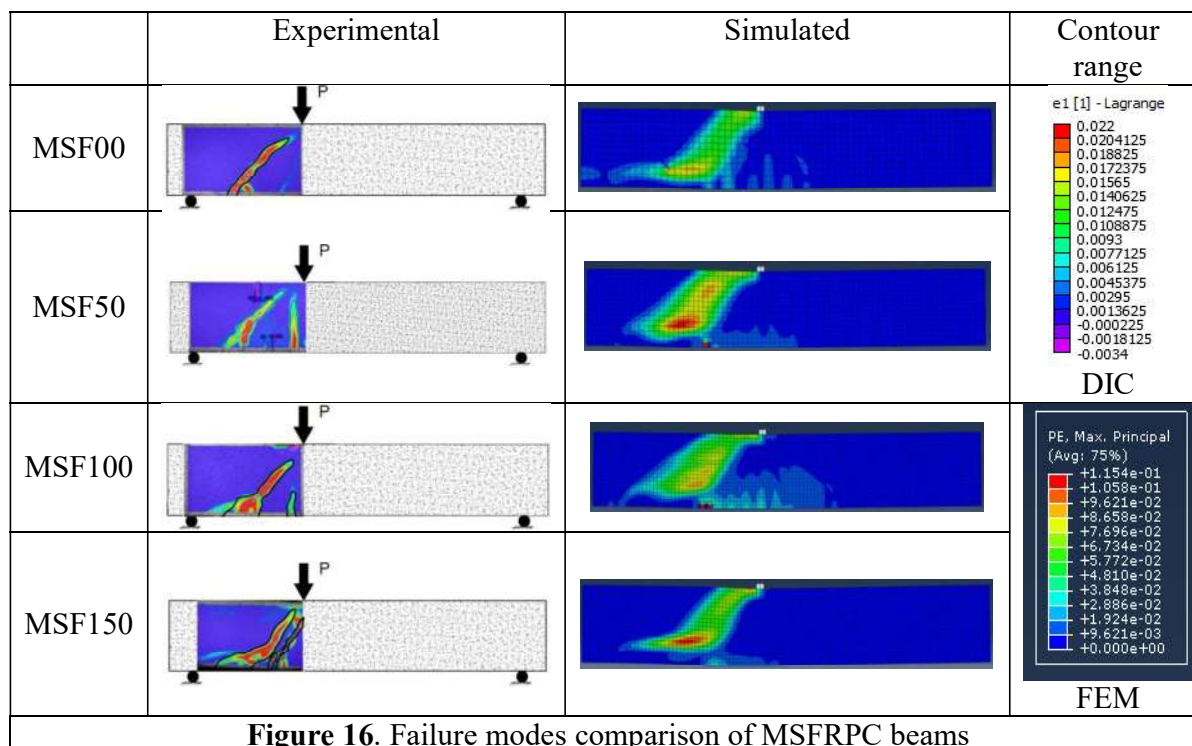 Experimental
Simulated
Contour
range
MSF00
P
e1 [1] - Lagrange
0.022
0.0204125
0.018825
0.0172375
0.01565
0.0140625
0.012475
0.0108875
0.0093
0.0077125
0.006125
0.0045375
0.00295
0.0013625
-0.000225
-0.0018125
-0.0034
DIC
MSF50
P
MSF100
P
PE, Max. Principal
(Avg: 75%)
+1.154e-01
+1.058e-01
+9.621e-02
+8.658e-02
+7.696e-02
+6.734e-02
+5.772e-02
+4.810e-02
+3.848e-02
+2.886e-02
+1.924e-02
+9.621e-03
+0.000e+00
FEM
MSF150
P
Figure 16. Failure modes comparison of MSFRPC beams